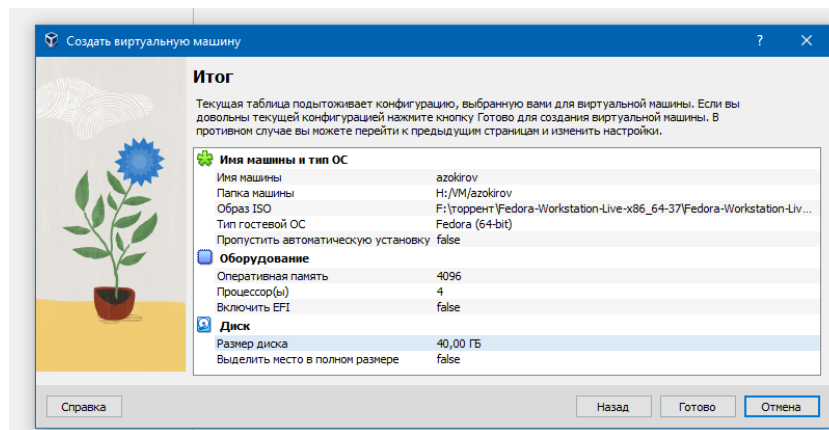 Создать виртуальную машину
Итог
Текущая таблица подытоживает конфигурацию, выбранную вами для виртуальной машины. Если вы
довольны текущей конфигурацией нажмите кнопку Готово для создания виртуальной машины. В
противном случае вы можете перейти к предыдущим страницам и изменить настройки.
Имя машины и тип ОС
Имя машины azokirov
Папка машины H:/VM/azokirov
Образ ISO F:\торрент\Fedora-Workstation-Live-x86_64-37\Fedora-Workstation-Liv...
Тип гостевой ОС Fedora (64-bit)
Пропустить автоматическую установку false
Оборудование
Оперативная память 4096
Процессор(ы) 4
Включить EFI false
Диск
Размер диска 40,00 ГБ
Выделить место в полном размере false
Справка Назад Готово Отмена